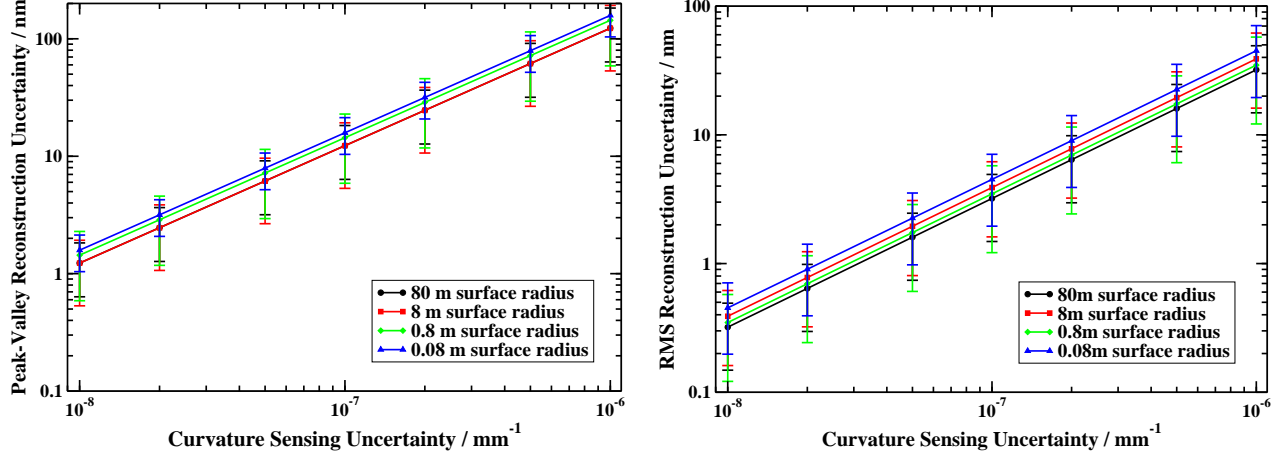 Peak-Valley Reconstruction Uncertainty / nm
100
10
1
0.1
10⁻⁸
10⁻⁷
10⁻⁶
Curvature Sensing Uncertainty / mm⁻¹
80 m surface radius
8 m surface radius
0.8 m surface radius
0.08 m surface radius
RMS Reconstruction Uncertainty / nm
100
10
1
0.1
10⁻⁸
10⁻⁷
10⁻⁶
Curvature Sensing Uncertainty / mm⁻¹
80m surface radius
8m surface radius
0.8m surface radius
0.08m surface radius